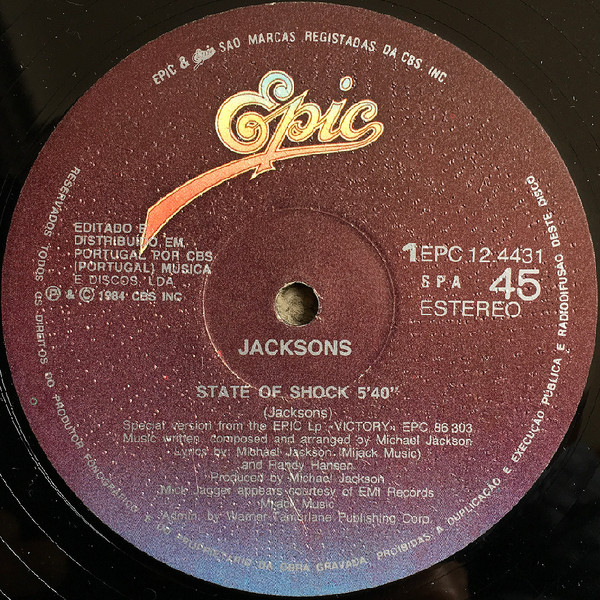 EPIC & Epic SÃO MARCAS REGISTADAS DA CBS, INC.
Epic
EDITADO E
DISTRIBUÍDO EM
PORTUGAL POR CBS
(PORTUGAL) MÚSICA
E DISCOS, LDA.
Ⓟ & © 1984 CBS INC
1EPC 12.4431
SPA 45
ESTEREO
JACKSONS
STATE OF SHOCK 5'40"
(Jacksons)
Special version from the EPIC Lp «VICTORY» EPC 86 303
Music written, composed and arranged by Michael Jackson
Lyrics by: Michael Jackson (Mijack Music)
and Randy Hansen
Produced by Michael Jackson
Mick Jagger appears courtesy of EMI Records
Mijack Music
Admin. by Warner-Tamerlane Publishing Corp.
RESERVADOS TODOS OS DIREITOS DO PRODUTOR FONOGRÁFICO E DO PROPRIETÁRIO DA OBRA GRAVADA. PROIBIDAS A DUPLICAÇÃO E EXECUÇÃO PÚBLICA E RADIODIFUSÃO DESTE DISCO